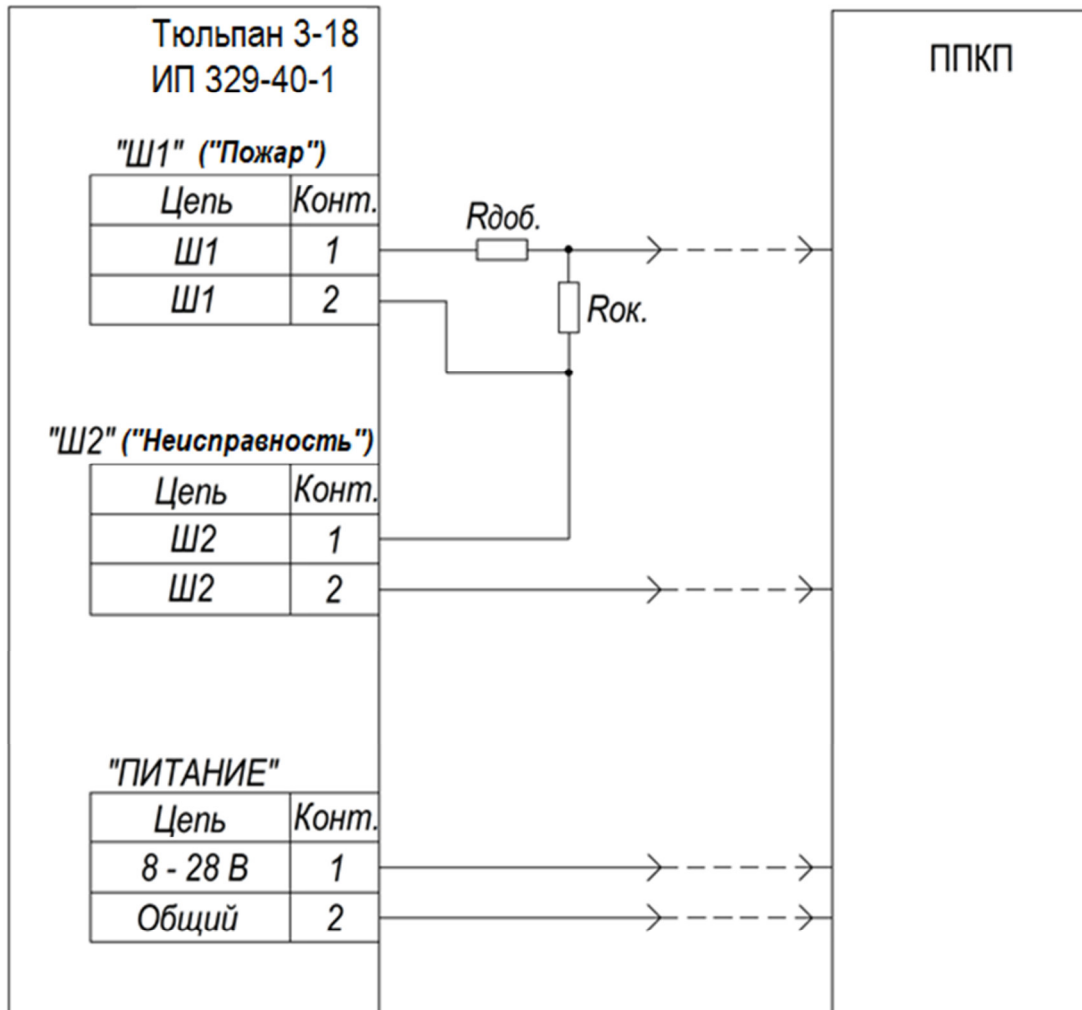 Тюльпан 3-18
ИП 329-40-1
ППКП
"Ш1" ("Пожар")
Цепь Конт.
Ш1 1
Ш1 2
Rдоб.
Rок.
"Ш2" ("Неисправность")
Цепь Конт.
Ш2 1
Ш2 2
"ПИТАНИЕ"
Цепь Конт.
8 - 28 В 1
Общий 2